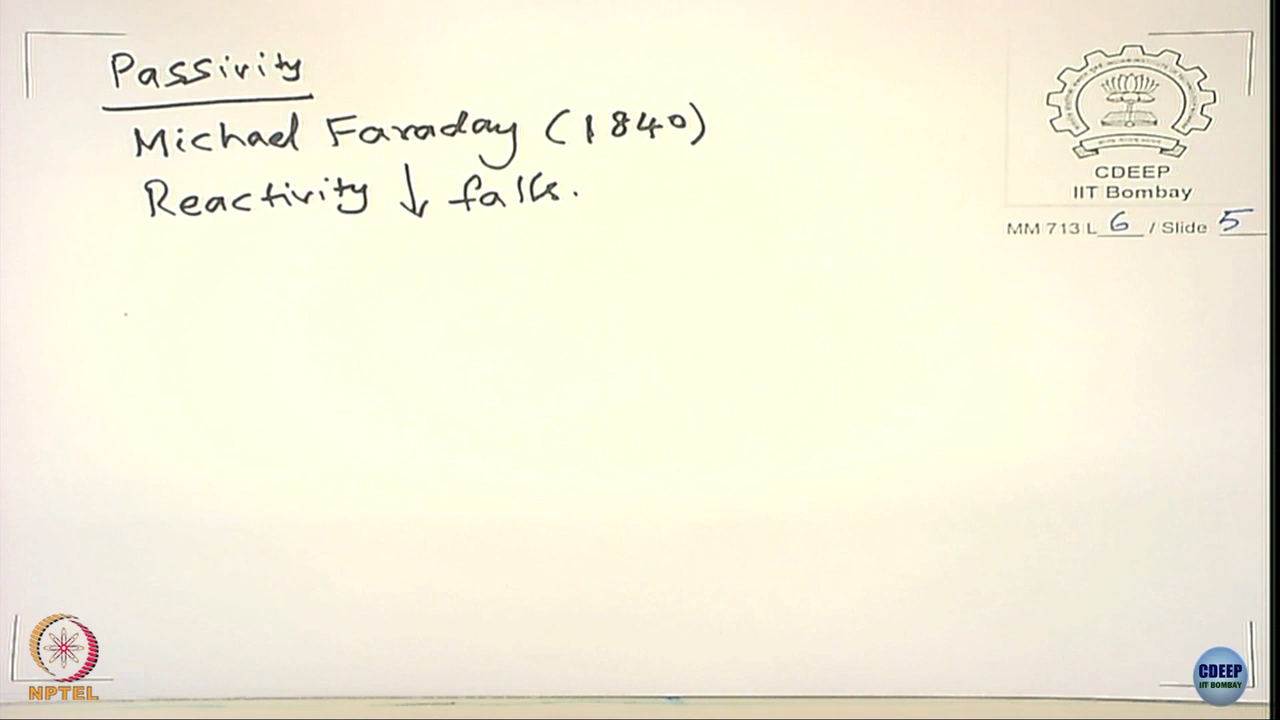 Passivity
Michael Faraday (1840)
Reactivity ↓ falls.
CDEEP
IIT Bombay
MM 713 L 6 / Slide 5
NPTEL
CDEEP
IIT BOMBAY